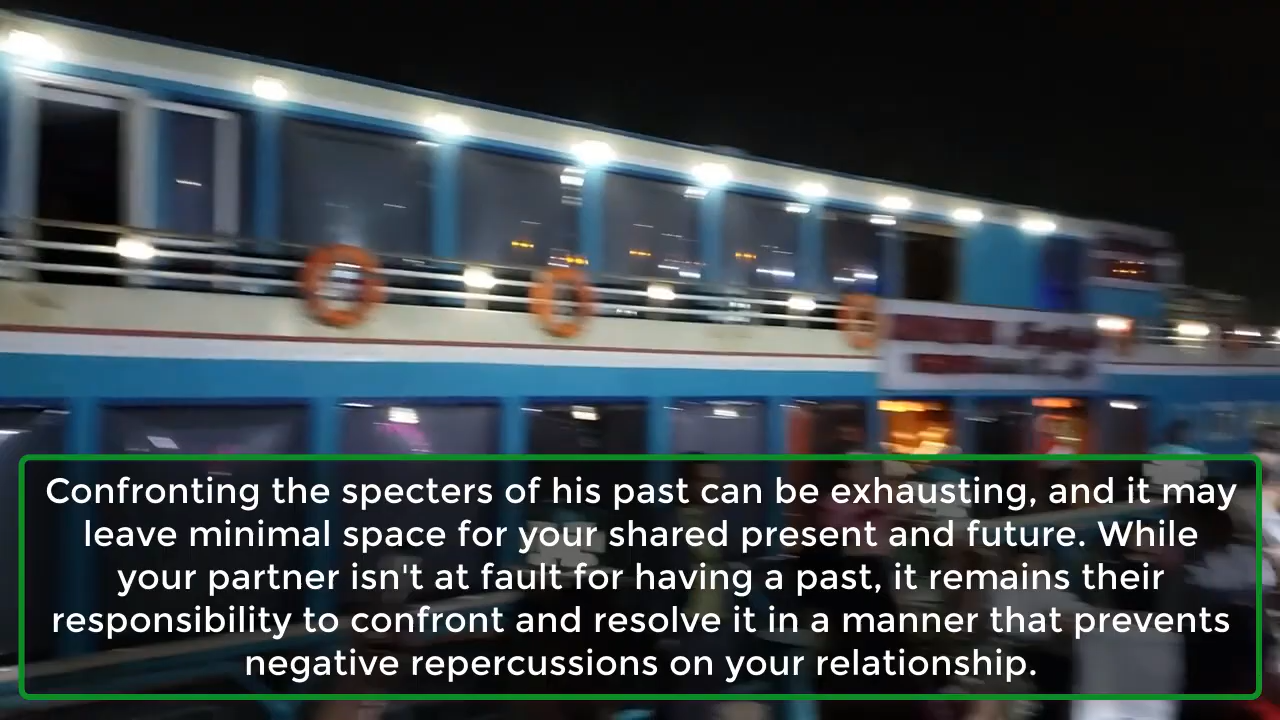 Confronting the specters of his past can be exhausting, and it may
leave minimal space for your shared present and future. While
your partner isn't at fault for having a past, it remains their
responsibility to confront and resolve it in a manner that prevents
negative repercussions on your relationship.